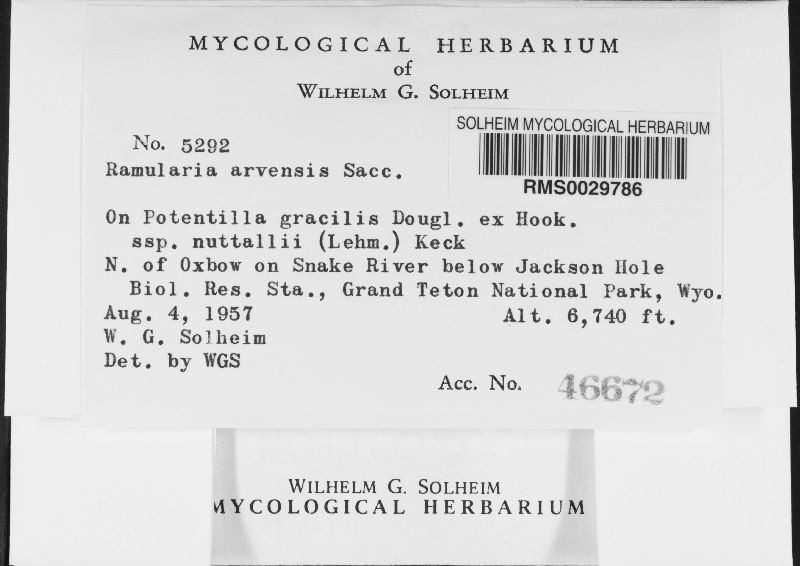 MYCOLOGICAL HERBARIUM
of
WILHELM G. SOLHEIM
SOLHEIM MYCOLOGICAL HERBARIUM
RMS0029786
No. 5292
Ramularia arvensis Sacc.
On Potentilla gracilis Dougl. ex Hook.
ssp. nuttallii (Lehm.) Keck
N. of Oxbow on Snake River below Jackson Hole
Biol. Res. Sta., Grand Teton National Park, Wyo.
Aug. 4, 1957 Alt. 6,740 ft.
W. G. Solheim
Det. by WGS
Acc. No. 46672
WILHELM G. SOLHEIM
MYCOLOGICAL HERBARIUM